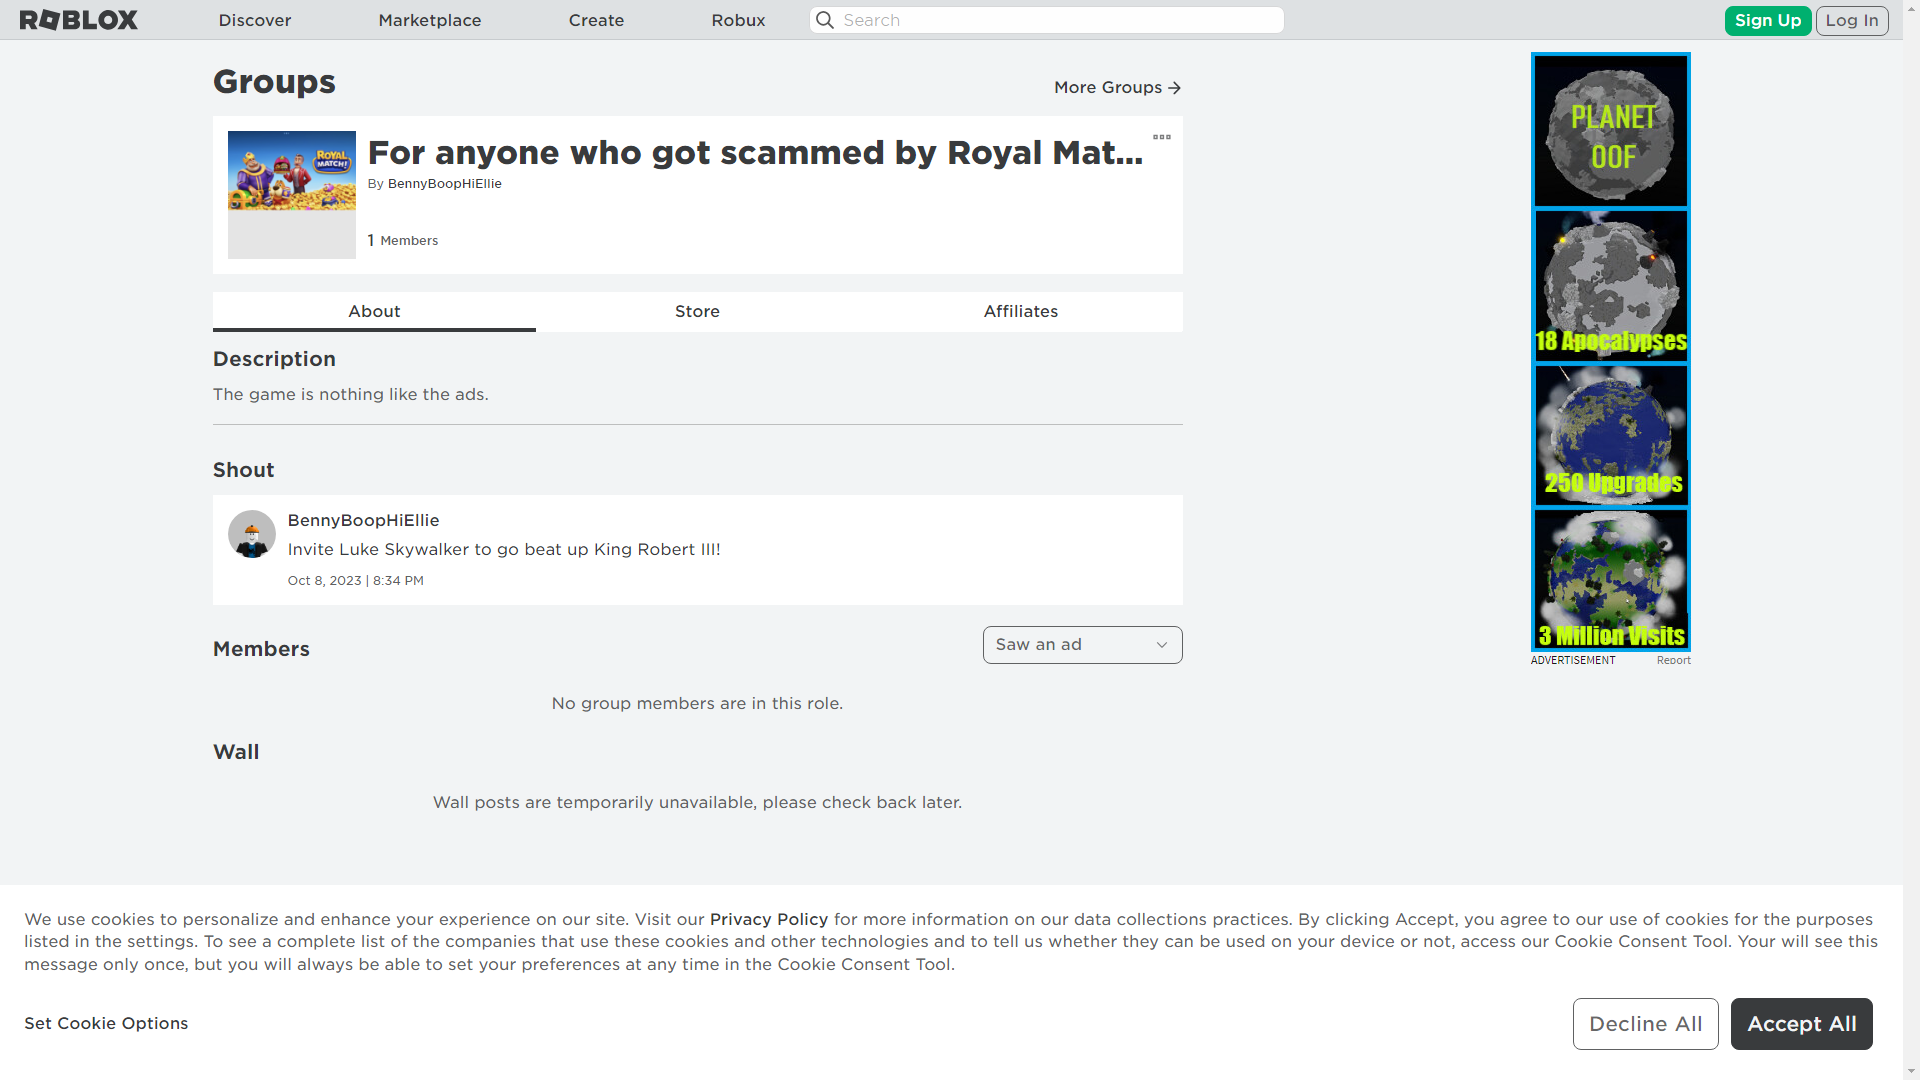 ROBLOX
Discover
Marketplace
Create
Robux
Search
Sign Up
Log In
Groups
More Groups
ROYAL
MATCH!
For anyone who got scammed by Royal Mat...
By BennyBoopHiEllie
1 Members
About
Store
Affiliates
Description
The game is nothing like the ads.
Shout
BennyBoopHiEllie
Invite Luke Skywalker to go beat up King Robert III!
Oct 8, 2023 | 8:34 PM
Members
Saw an ad
No group members are in this role.
Wall
Wall posts are temporarily unavailable, please check back later.
PLANET
OOF
18 Apocalypses
250 Upgrades
3 Million Visits
ADVERTISEMENT
Report
We use cookies to personalize and enhance your experience on our site. Visit our Privacy Policy for more information on our data collections practices. By clicking Accept, you agree to our use of cookies for the purposes
listed in the settings. To see a complete list of the companies that use these cookies and other technologies and to tell us whether they can be used on your device or not, access our Cookie Consent Tool. Your will see this
message only once, but you will always be able to set your preferences at any time in the Cookie Consent Tool.
Set Cookie Options
Decline All
Accept All